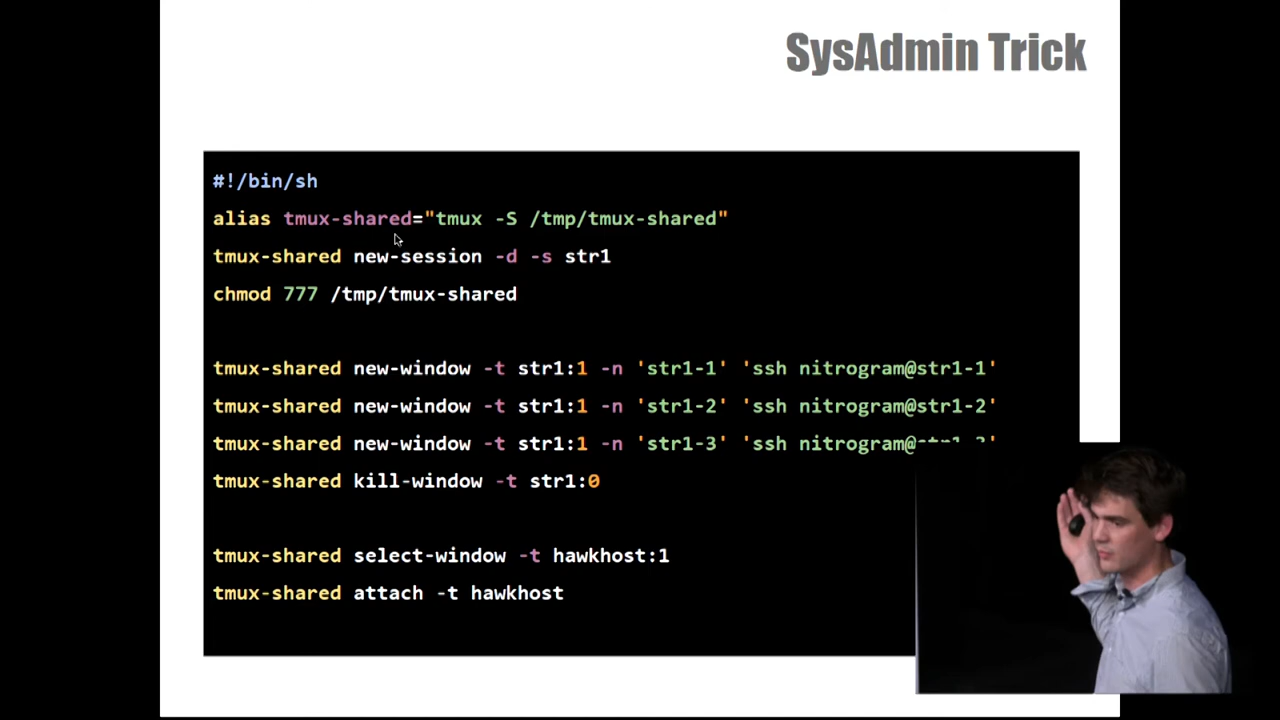 SysAdmin Trick
#!/bin/sh
alias tmux-shared="tmux -S /tmp/tmux-shared"
tmux-shared new-session -d -s str1
chmod 777 /tmp/tmux-shared
tmux-shared new-window -t str1:1 -n 'str1-1' 'ssh nitrogram@str1-1'
tmux-shared new-window -t str1:1 -n 'str1-2' 'ssh nitrogram@str1-2'
tmux-shared new-window -t str1:1 -n 'str1-3' 'ssh nitrogram@str1-3'
tmux-shared kill-window -t str1:0
tmux-shared select-window -t hawkhost:1
tmux-shared attach -t hawkhost